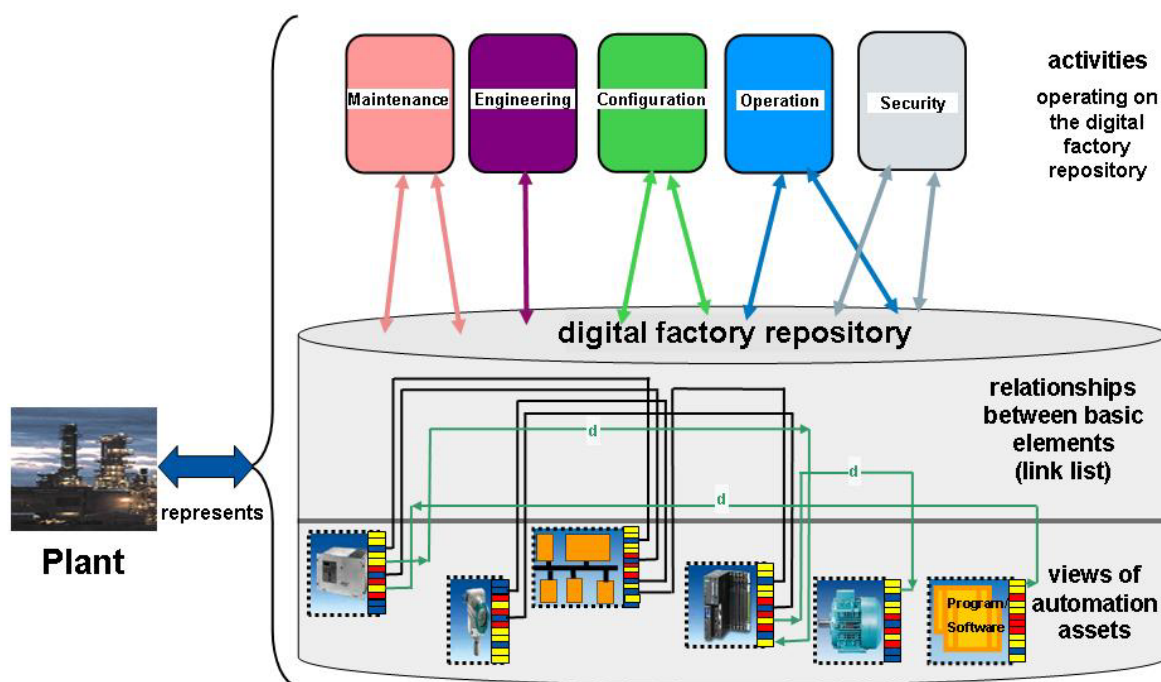 Maintenance
Engineering
Configuration
Operation
Security
activities
operating on
the digital
factory
repository
digital factory repository
relationships
between basic
elements
(link list)
d
d
d
represents
Plant
views of
automation
assets
Program/
Software